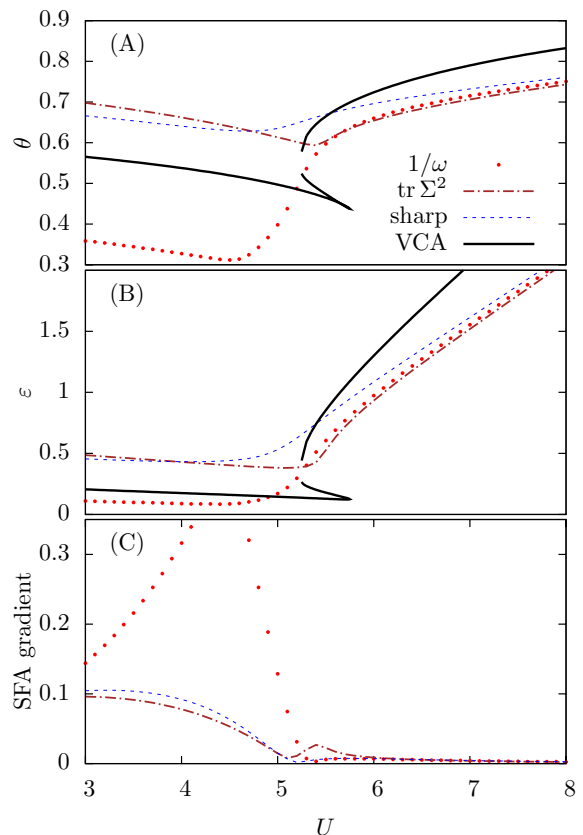 0.9
0.8
0.7
0.6
0.5
0.4
0.3
θ
(A)
1/ω
tr Σ²
sharp
VCA
1.5
1
0.5
0
ε
(B)
0.3
0.2
0.1
0
SFA gradient
(C)
3 4 5 6 7 8
U